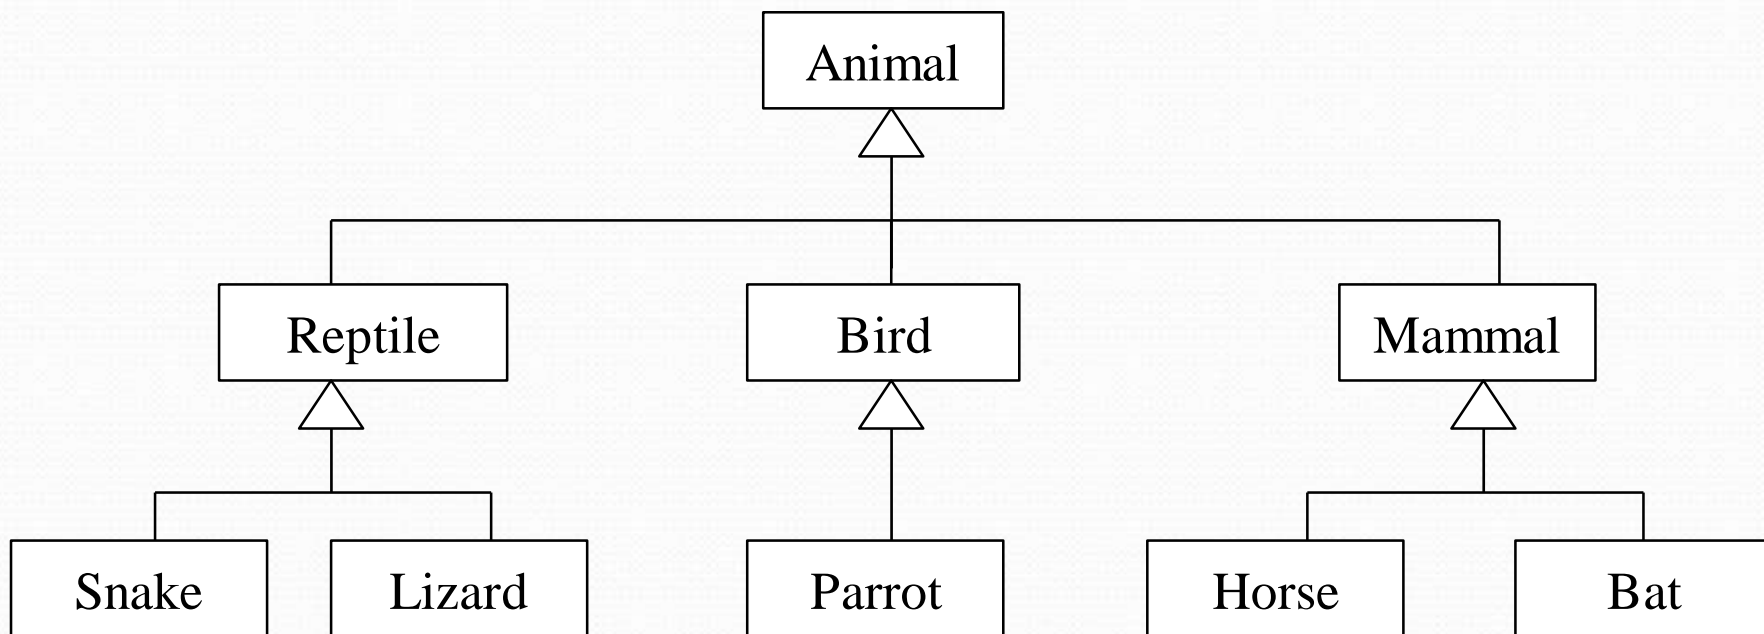 Animal
Reptile
Bird
Mammal
Snake
Lizard
Parrot
Horse
Bat